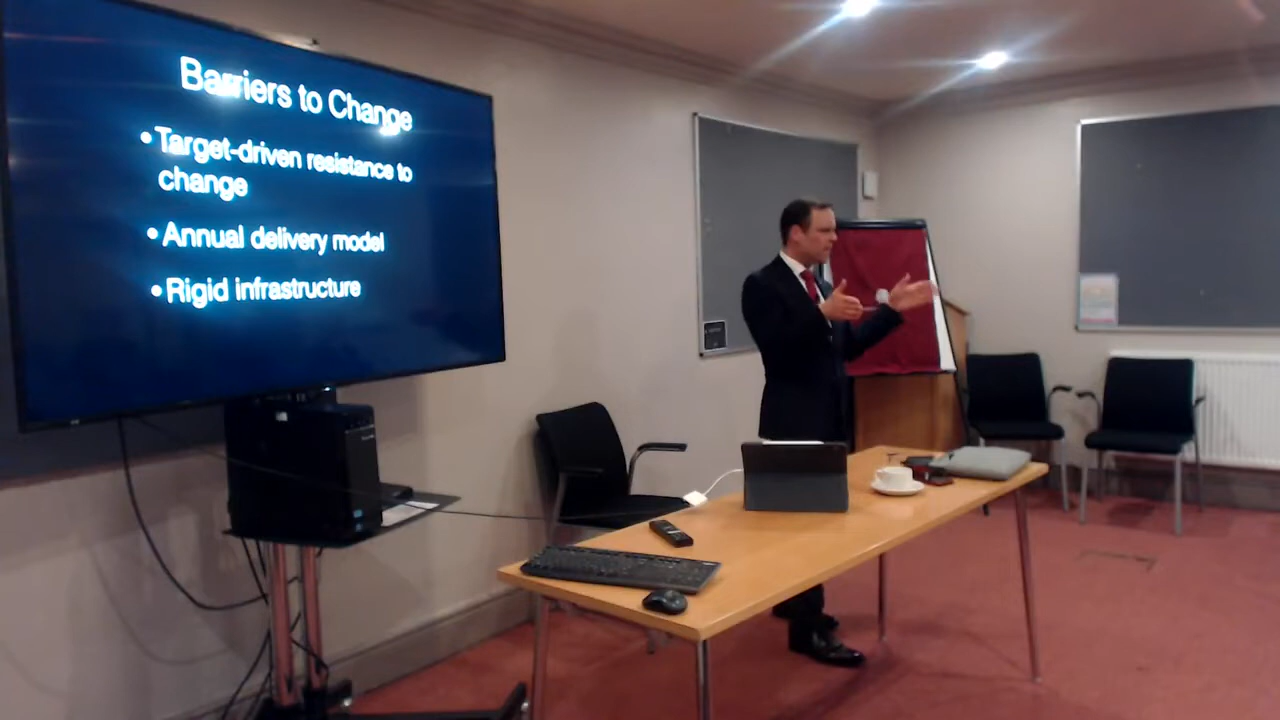 Barriers to Change
• Target-driven resistance to
change
• Annual delivery model
• Rigid infrastructure